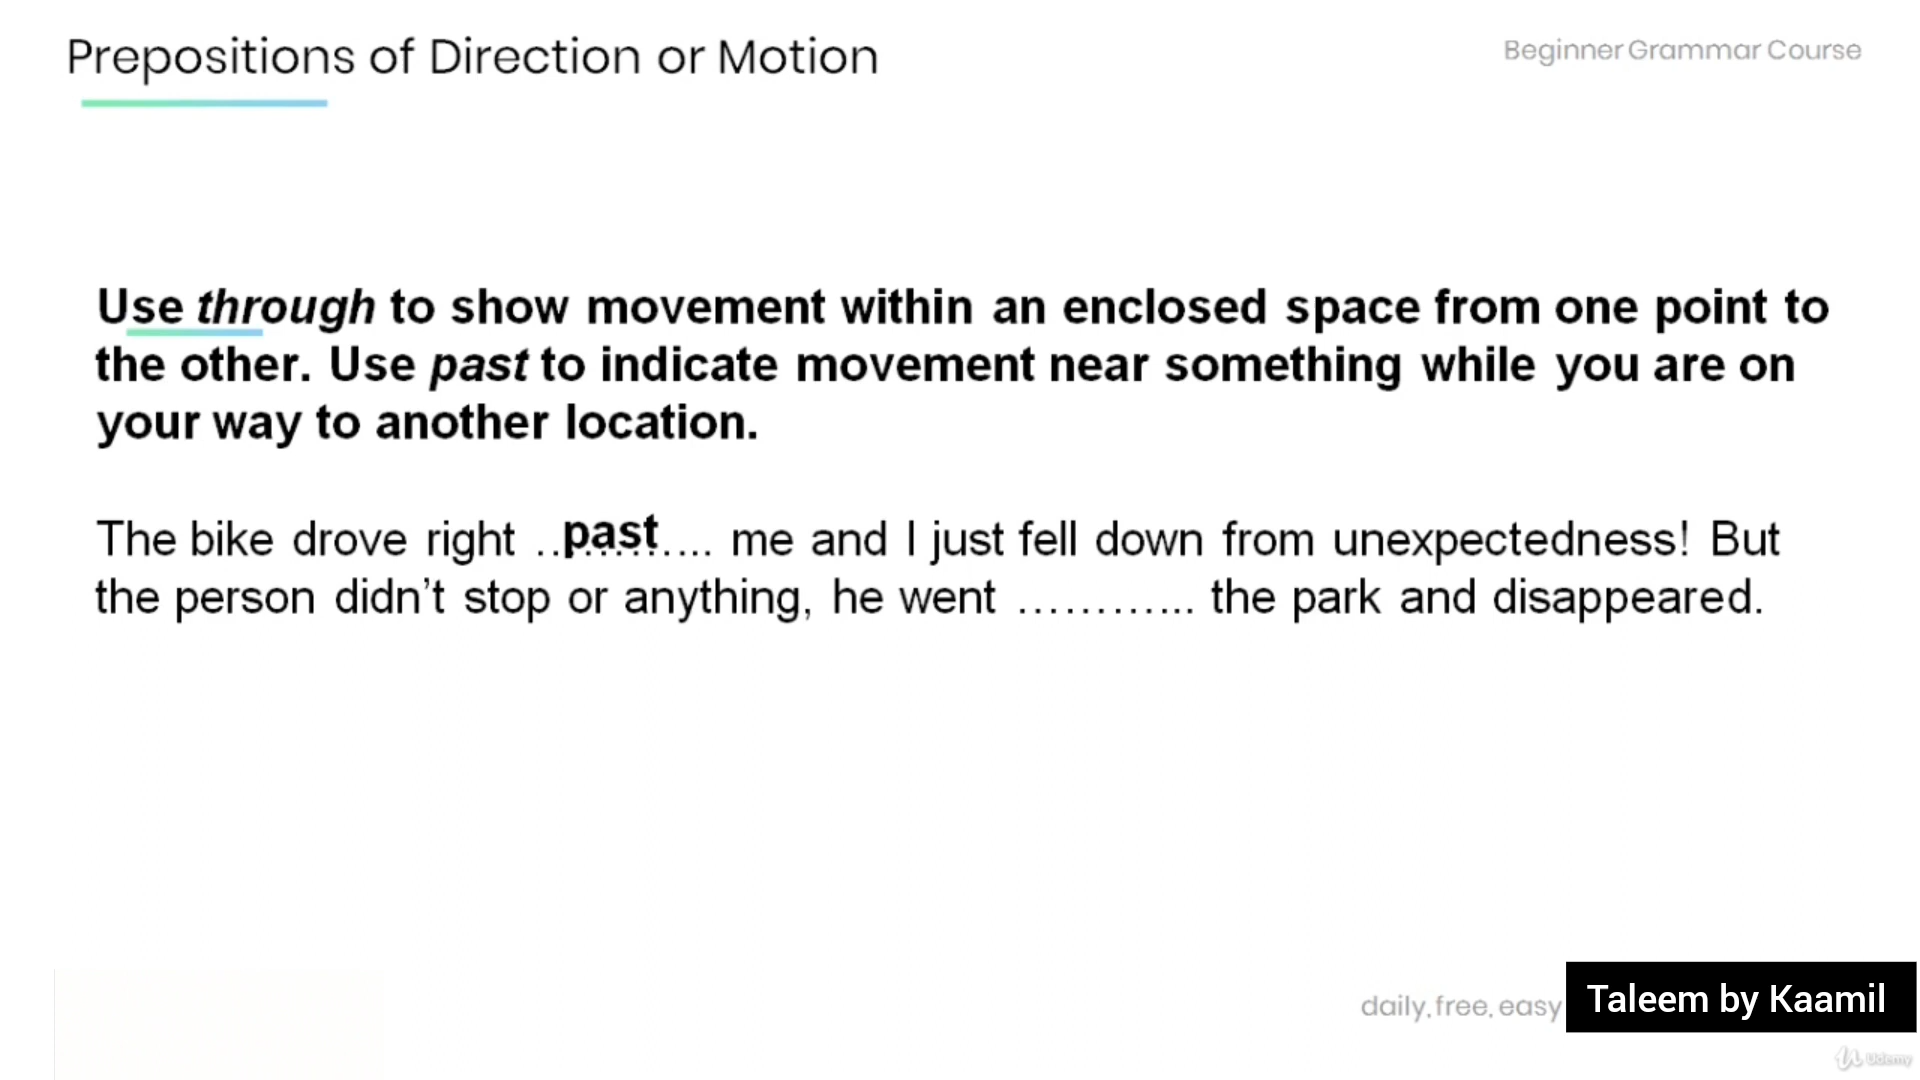 Prepositions of Direction or Motion
Beginner Grammar Course
Use through to show movement within an enclosed space from one point to
the other. Use past to indicate movement near something while you are on
your way to another location.
The bike drove right ..past.... me and I just fell down from unexpectedness! But
the person didn't stop or anything, he went ………... the park and disappeared.
daily, free, easy
Taleem by Kaamil
Udemy